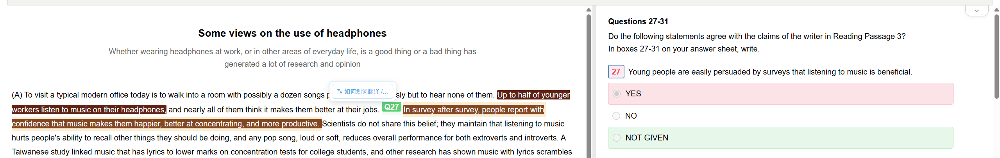 Some views on the use of headphones
Whether wearing headphones at work, or in other areas of everyday life, is a good thing or a bad thing has
generated a lot of research and opinion
(A) To visit a typical modern office today is to walk into a room with possibly a dozen songs sly but to hear none of them. Up to half of younger
如何划词翻译 /...
workers listen to music on their headphones, and nearly all of them think it makes them better at their jobs. Q27 In survey after survey, people report with
confidence that music makes them happier, better at concentrating, and more productive. Scientists do not share this belief; they maintain that listening to music
hurts people's ability to recall other things they should be doing, and any pop song, loud or soft, reduces overall performance for both extroverts and introverts. A
Taiwanese study linked music that has lyrics to lower marks on concentration tests for college students, and other research has shown music with lyrics scrambles
Questions 27-31
Do the following statements agree with the claims of the writer in Reading Passage 3?
In boxes 27-31 on your answer sheet, write.
27 Young people are easily persuaded by surveys that listening to music is beneficial.
YES
NO
NOT GIVEN